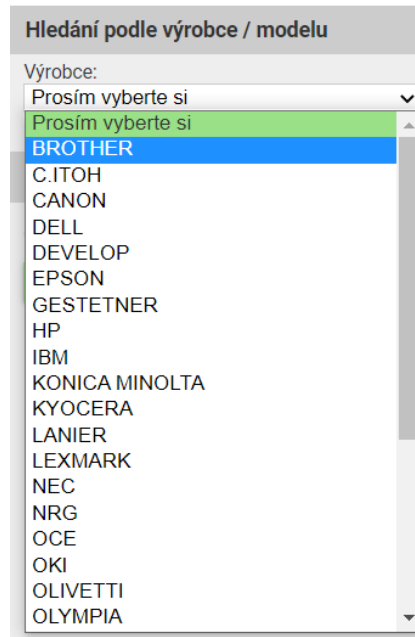 Hledání podle výrobce / modelu
Výrobce:
Prosím vyberte si
Prosím vyberte si
BROTHER
C.ITOH
CANON
DELL
DEVELOP
EPSON
GESTETNER
HP
IBM
KONICA MINOLTA
KYOCERA
LANIER
LEXMARK
NEC
NRG
OCE
OKI
OLIVETTI
OLYMPIA